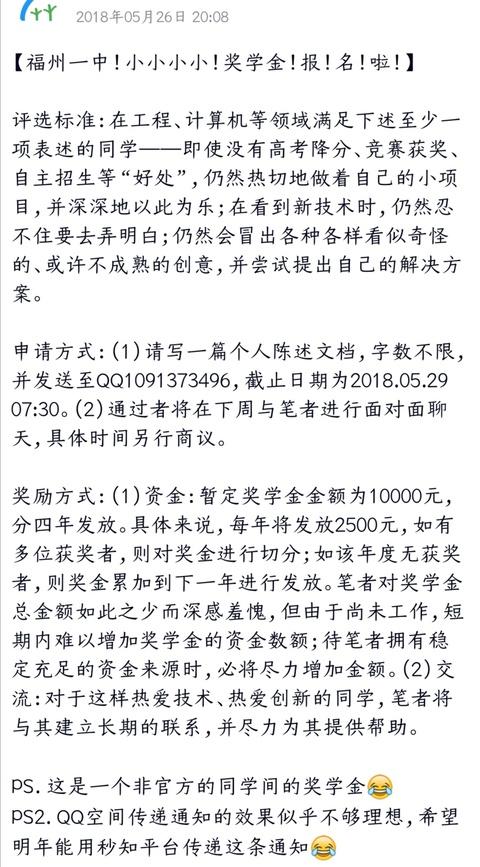 2018年05月26日 20:08
【福州一中!小小小小!奖学金!报!名!啦!】
评选标准:在工程、计算机等领域满足下述至少一
项表述的同学——即使没有高考降分、竞赛获奖、
自主招生等“好处”,仍然热切地做着自己的小项
目,并深深地以此为乐;在看到新技术时,仍然忍
不住要去弄明白;仍然会冒出各种各样看似奇怪
的、或许不成熟的创意,并尝试提出自己的解决方
案。
申请方式:(1)请写一篇个人陈述文档,字数不限,
并发送至QQ1091373496,截止日期为2018.05.29
07:30。(2)通过者将在下周与笔者进行面对面聊
天,具体时间另行商议。
奖励方式:(1)资金:暂定奖学金金额为10000元,
分四年发放。具体来说,每年将发放2500元,如有
多位获奖者,则对奖金进行切分;如该年度无获奖
者,则奖金累加到下一年进行发放。笔者对奖学金
总金额如此之少而深感羞愧,但由于尚未工作,短
期内难以增加奖学金的资金数额;待笔者拥有稳
定充足的资金来源时,必将尽力增加金额。(2)交
流:对于这样热爱技术、热爱创新的同学,笔者将
与其建立长期的联系,并尽力为其提供帮助。
PS.这是一个非官方的同学间的奖学金😂
PS2.QQ空间传递通知的效果似乎不够理想,希望
明年能用秒知平台传递这条通知😂